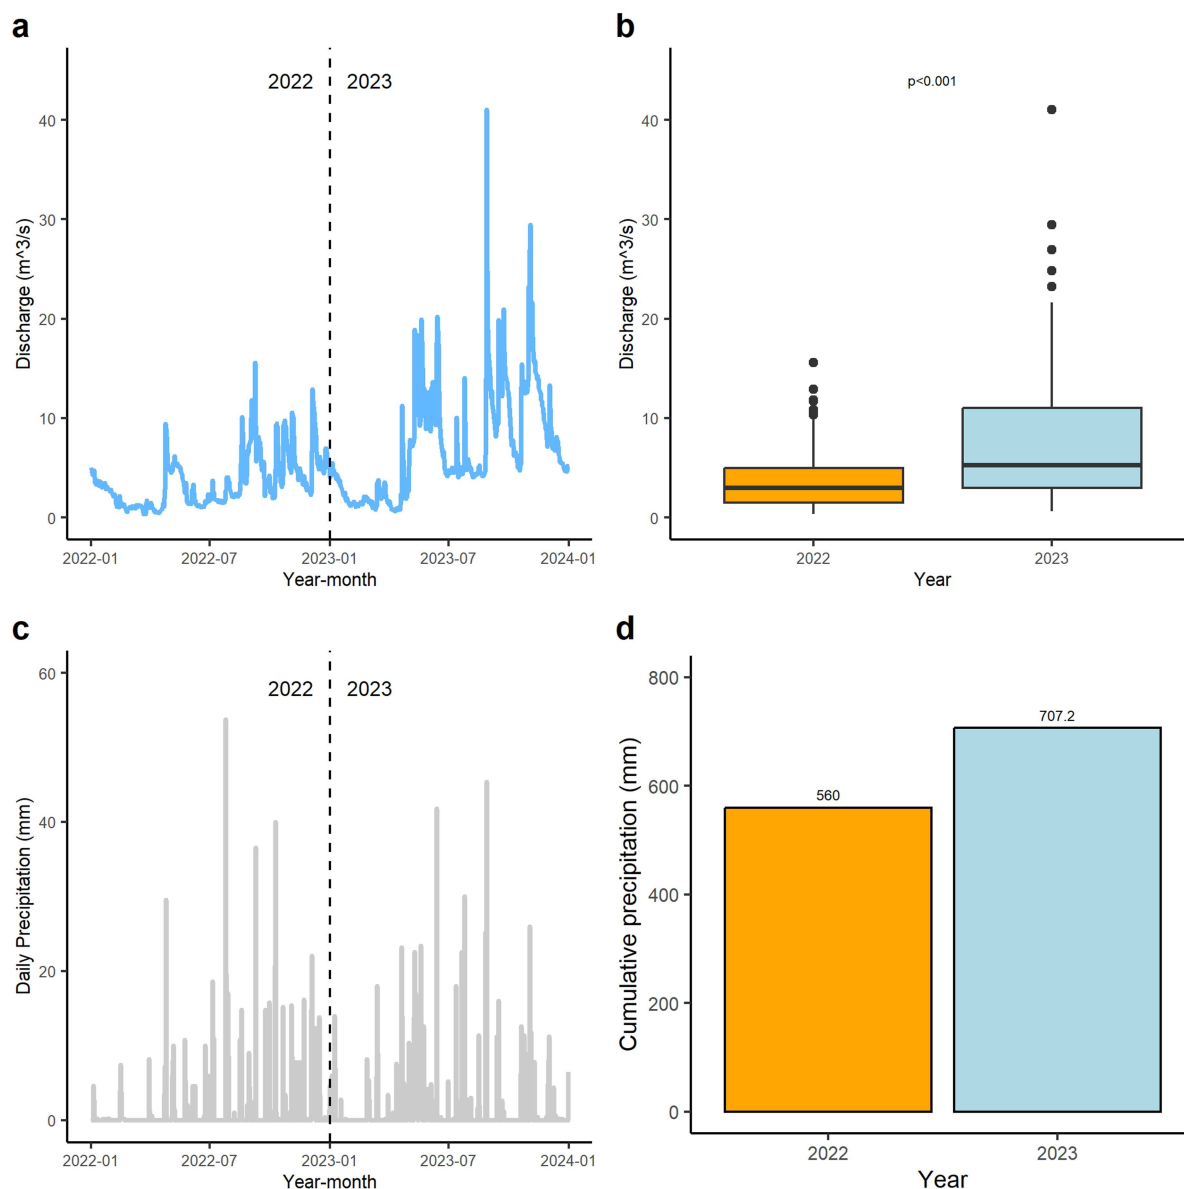 a
2022 2023
40
30
20
10
0
Discharge (m^3/s)
2022-01 2022-07 2023-01 2023-07 2024-01
Year-month
b
p<0.001
40
30
20
10
0
Discharge (m^3/s)
2022 2023
Year
c
60
2022 2023
40
20
0
Daily Precipitation (mm)
2022-01 2022-07 2023-01 2023-07 2024-01
Year-month
d
800
707.2
600
560
400
200
0
Cumulative precipitation (mm)
2022 2023
Year